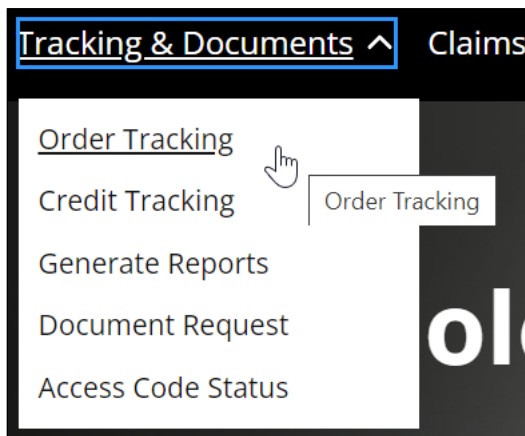 Tracking & Documents Claims
Order Tracking
Order Tracking
Credit Tracking
Generate Reports
Document Request
Access Code Status